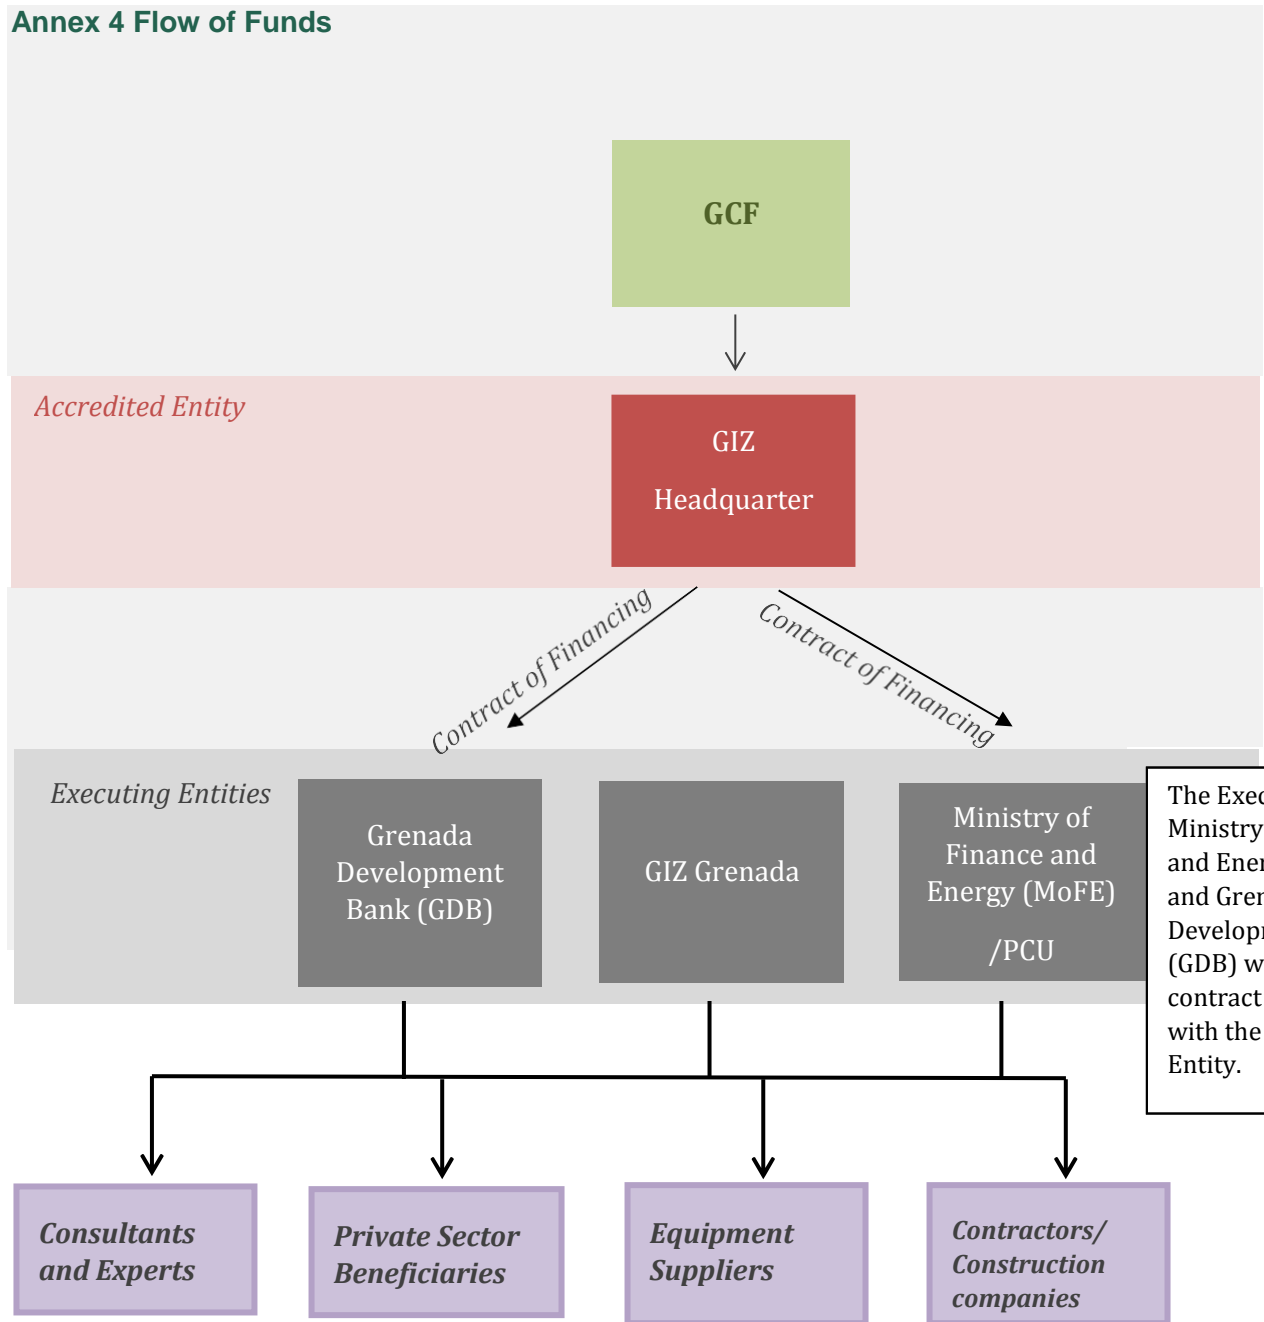 Annex 4 Flow of Funds
GCF
Accredited Entity
GIZ
Headquarter
Contract of Financing
Contract of Financing
Executing Entities
Grenada
Development
Bank (GDB)
GIZ Grenada
Ministry of
Finance and
Energy (MoFE)
/PCU
The
Ministry
and
and
(GDB)
contract
with the
Entity.
Consultants
and Experts
Private Sector
Beneficiaries
Equipment
Suppliers
Contractors/
Construction
companies